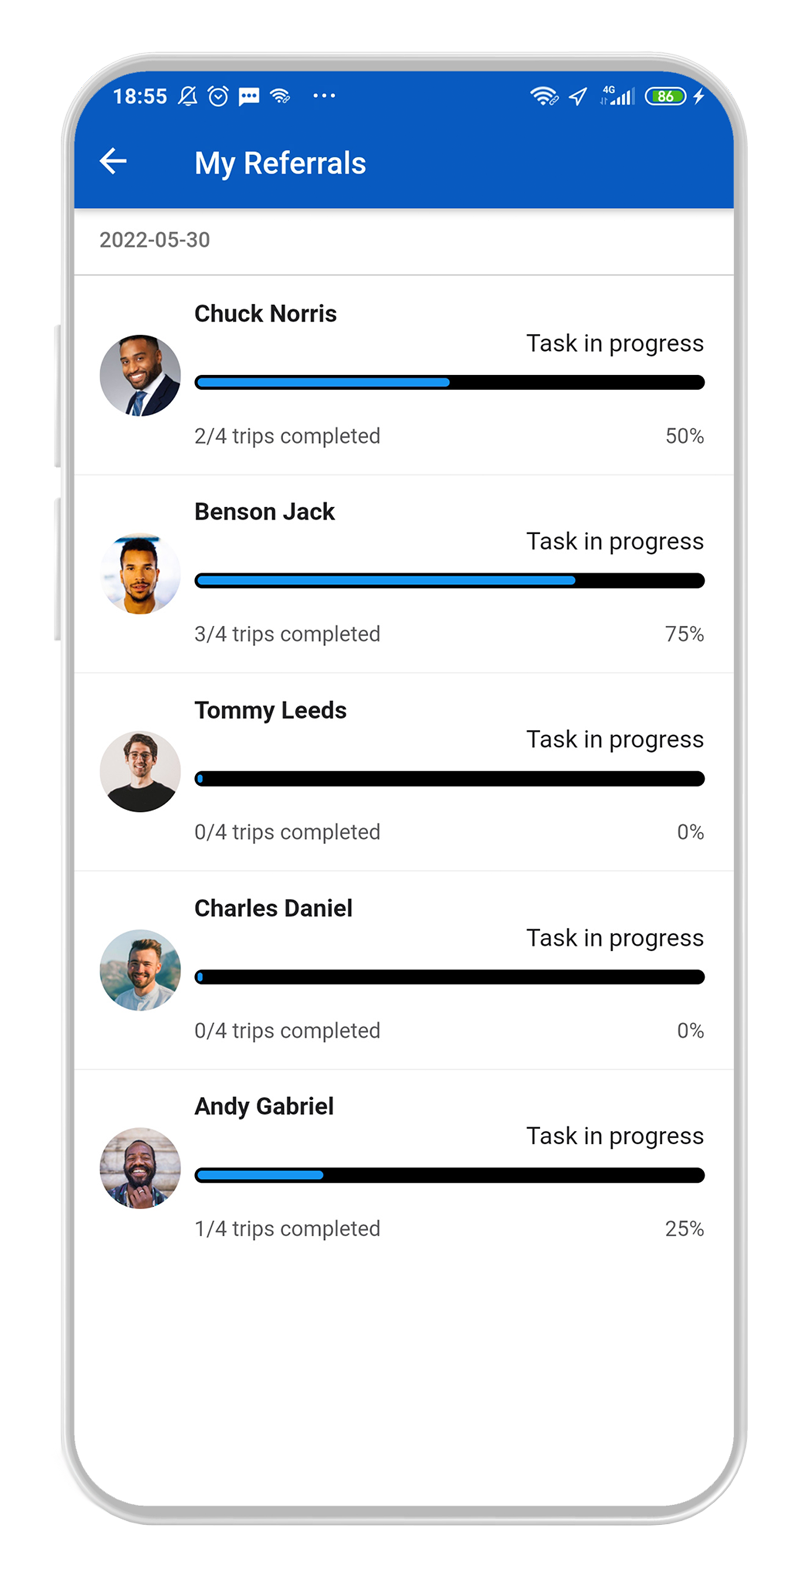 18:55 4G 86
My Referrals
2022-05-30
Chuck Norris
Task in progress
2/4 trips completed 50%
Benson Jack
Task in progress
3/4 trips completed 75%
Tommy Leeds
Task in progress
0/4 trips completed 0%
Charles Daniel
Task in progress
0/4 trips completed 0%
Andy Gabriel
Task in progress
1/4 trips completed 25%